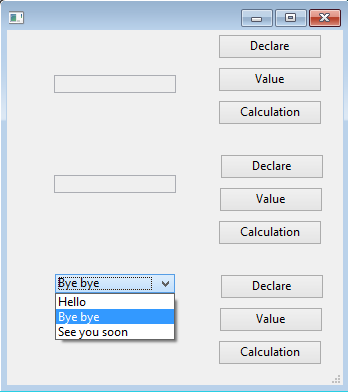 Declare
Value
Calculation
Declare
Value
Calculation
Bye bye
Hello
Bye bye
See you soon
Declare
Value
Calculation